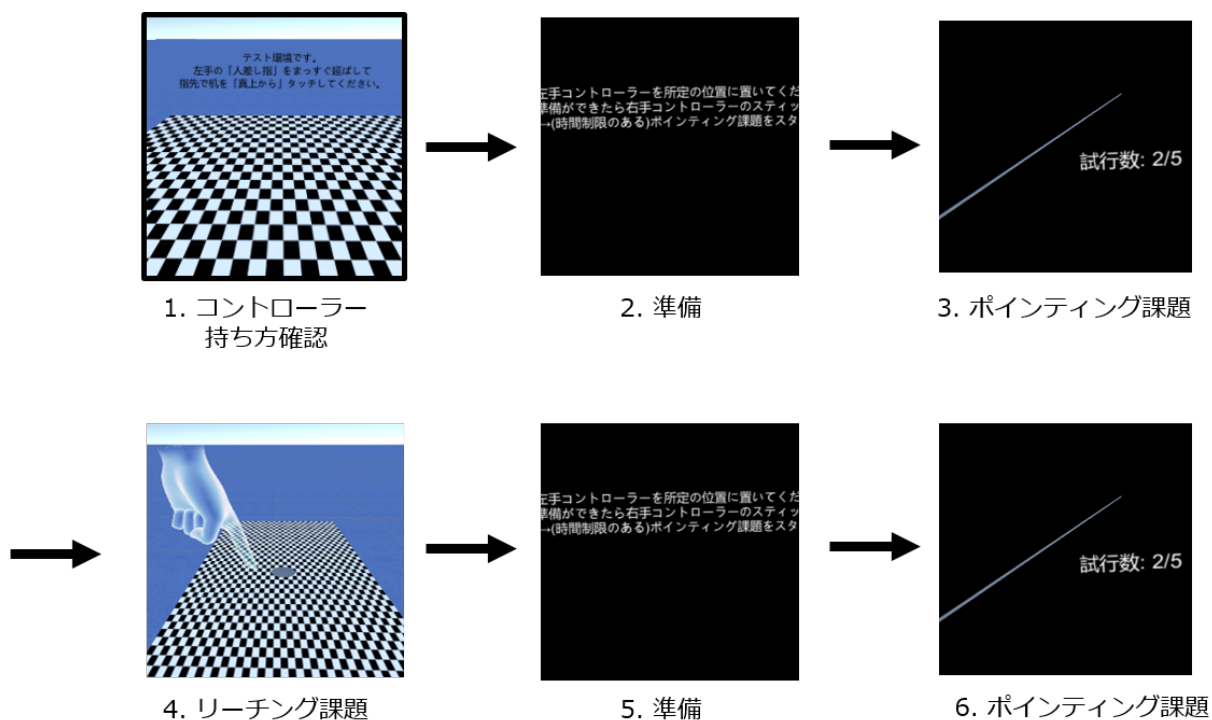 テスト環境です。
左手の「人差し指」をまっすぐ延ばして
指先で机を「真上から」タッチしてください。
左手コントローラーを所定の位置に置いてくだ
準備ができたら右手コントローラーのスティッ
→(時間制限のある)ポインティング課題をスタ
試行数: 2/5
1. コントローラー
持ち方確認
2. 準備
3. ポインティング課題
左手コントローラーを所定の位置に置いてくだ
準備ができたら右手コントローラーのスティッ
→(時間制限のある)ポインティング課題をスタ
試行数: 2/5
4. リーチング課題
5. 準備
6. ポインティング課題